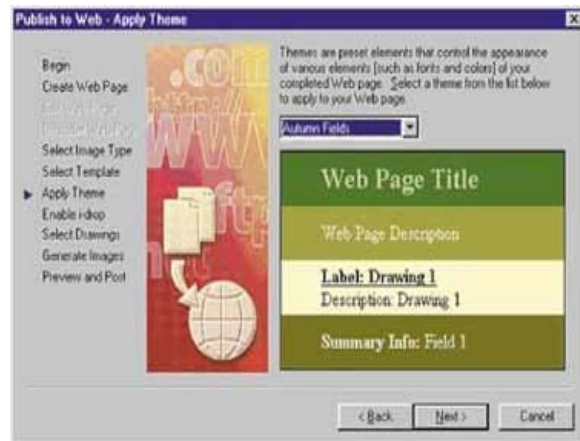 Publish to Web - Apply Theme
Begin
Create Web Page
Select Image Type
Select Template
Apply Theme
Enable i-drop
Select Drawings
Generate Images
Preview and Post
.com
http://
WWW
ftp
Themes are preset elements that control the appearance
of various elements (such as fonts and colors) of your
completed Web page. Select a theme from the list below
to apply to your Web page.
Autumn Fields
Web Page Title
Web Page Description
Label: Drawing 1
Description: Drawing 1
Summary Info: Field 1
< Back
Next >
Cancel